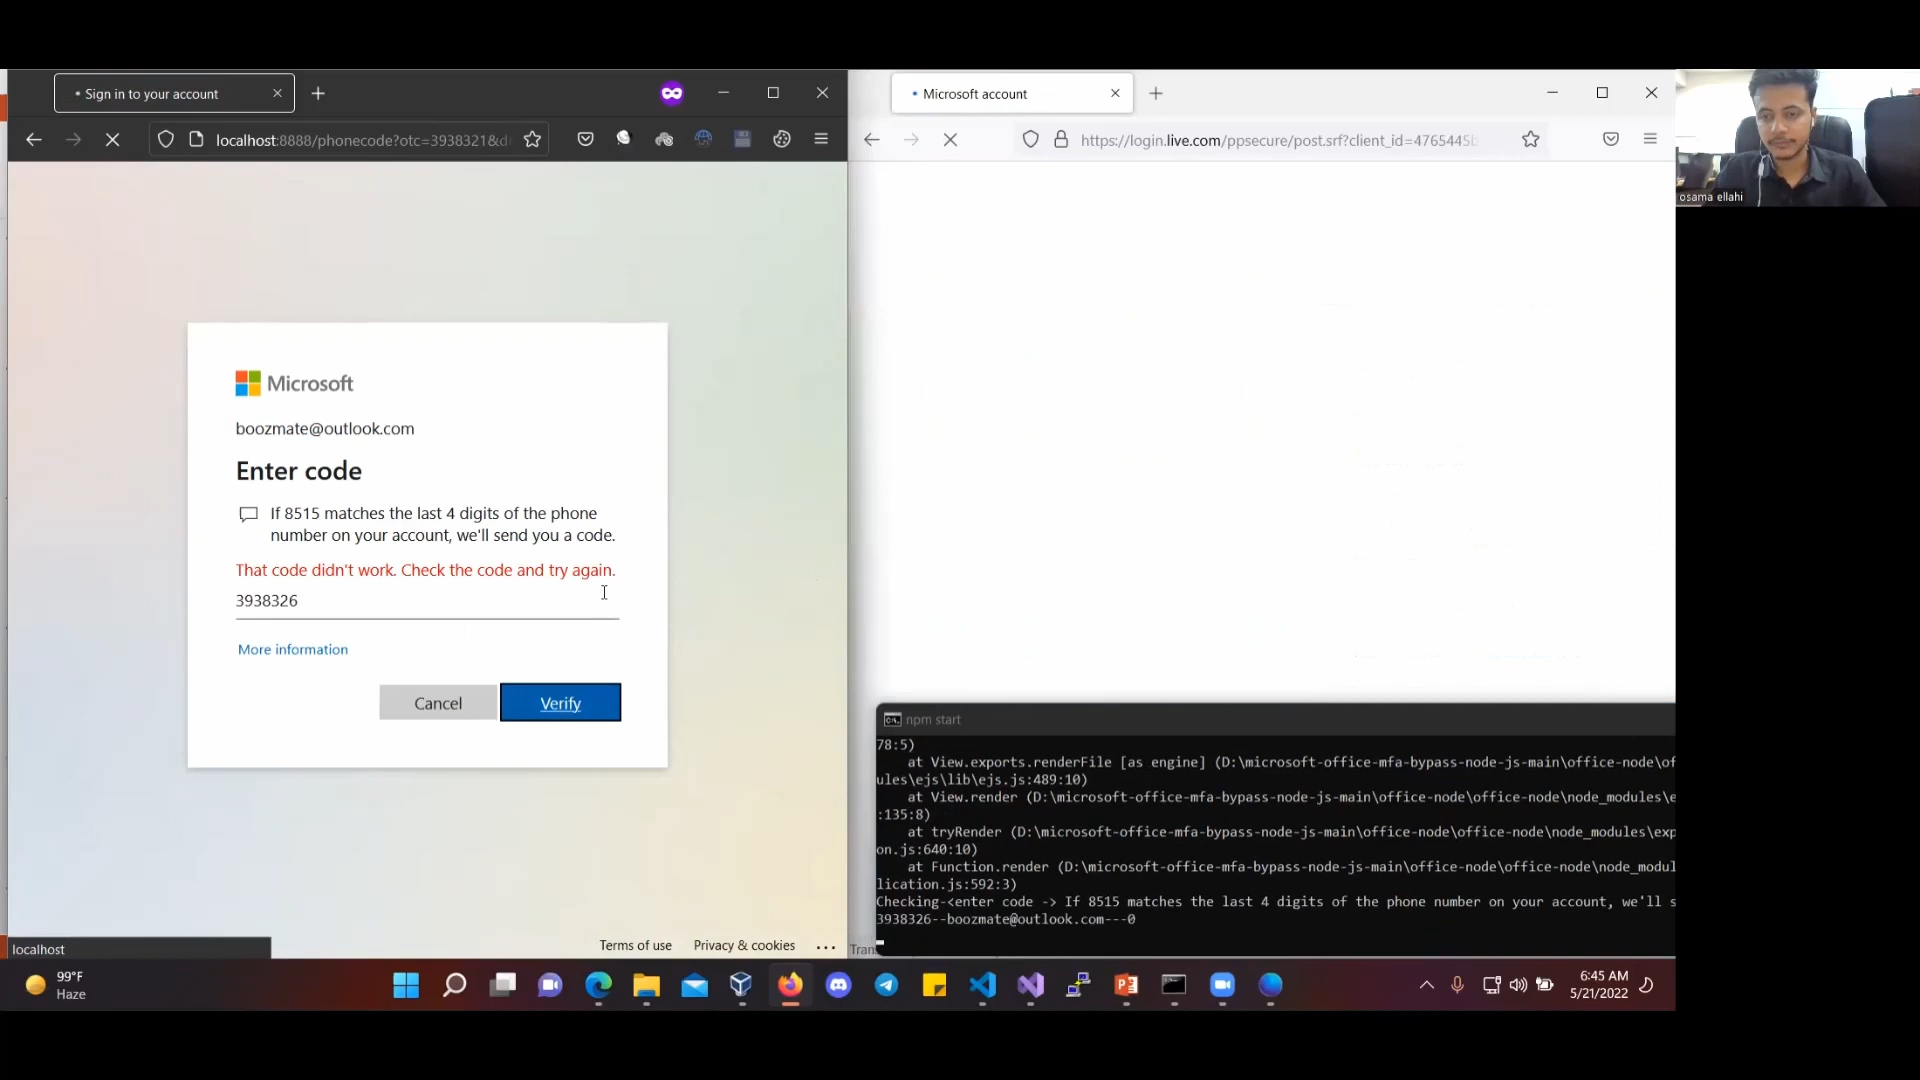 Sign in to your account
Microsoft account
localhost:8888/phonecode?otc=3938321&d
https://login.live.com/ppsecure/post.srf?client_id=4765445b
osama ellahi
Microsoft
boozmate@outlook.com
Enter code
If 8515 matches the last 4 digits of the phone
number on your account, we'll send you a code.
That code didn't work. Check the code and try again.
3938326
More information
Cancel
Verify
npm start
78:5)
at View.exports.renderFile [as engine] (D:\microsoft-office-mfa-bypass-node-js-main\office-node\of
ules\ejs\lib\ejs.js:489:10)
at View.render (D:\microsoft-office-mfa-bypass-node-js-main\office-node\office-node\node_modules\e
:135:8)
at tryRender (D:\microsoft-office-mfa-bypass-node-js-main\office-node\office-node\node_modules\exp
on.js:640:10)
at Function.render (D:\microsoft-office-mfa-bypass-node-js-main\office-node\office-node\node_modul
lication.js:592:3)
Checking-<enter code -> If 8515 matches the last 4 digits of the phone number on your account, we'll s
3938326--boozmate@outlook.com---0
localhost
Terms of use
Privacy & cookies
...
Tran
99°F
Haze
6:45 AM
5/21/2022